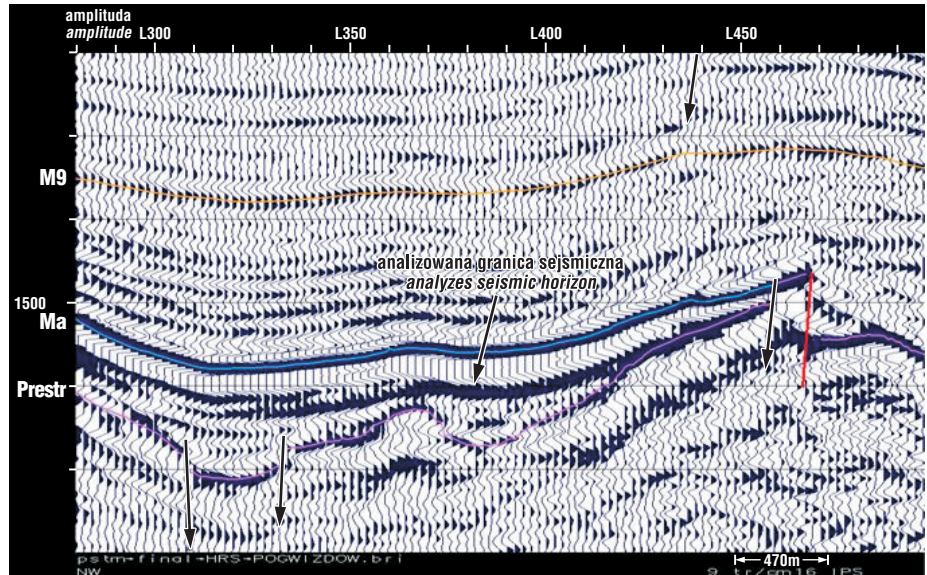 amplituda
amplitude L300 L350 L400 L450
M9
analizowana granica sejsmiczna
analyzes seismic horizon
1500
Ma
Prestr
pstm→final→HRS→POGWIZDOW.bri
470m
NW 9 tr/cm16 IPS